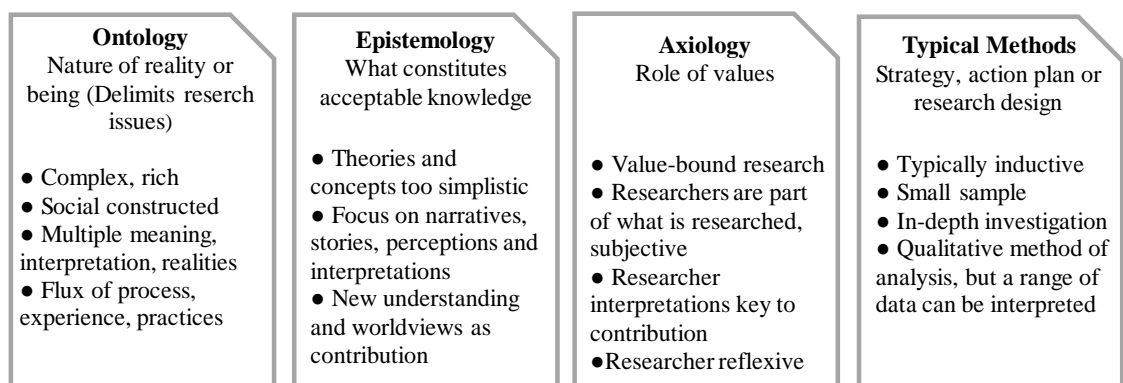 Ontology
Nature of reality or
being (Delimits reserch
issues)
● Complex, rich
● Social constructed
● Multiple meaning,
interpretation, realities
● Flux of process,
experience, practices
Epistemology
What constitutes
acceptable knowledge
● Theories and
concepts too simplistic
● Focus on narratives,
stories, perceptions and
interpretations
● New understanding
and worldviews as
contribution
Axiology
Role of values
● Value-bound research
● Researchers are part
of what is researched,
subjective
● Researcher
interpretations key to
contribution
●Researcher reflexive
Typical Methods
Strategy, action plan or
research design
● Typically inductive
● Small sample
● In-depth investigation
● Qualitative method of
analysis, but a range of
data can be interpreted